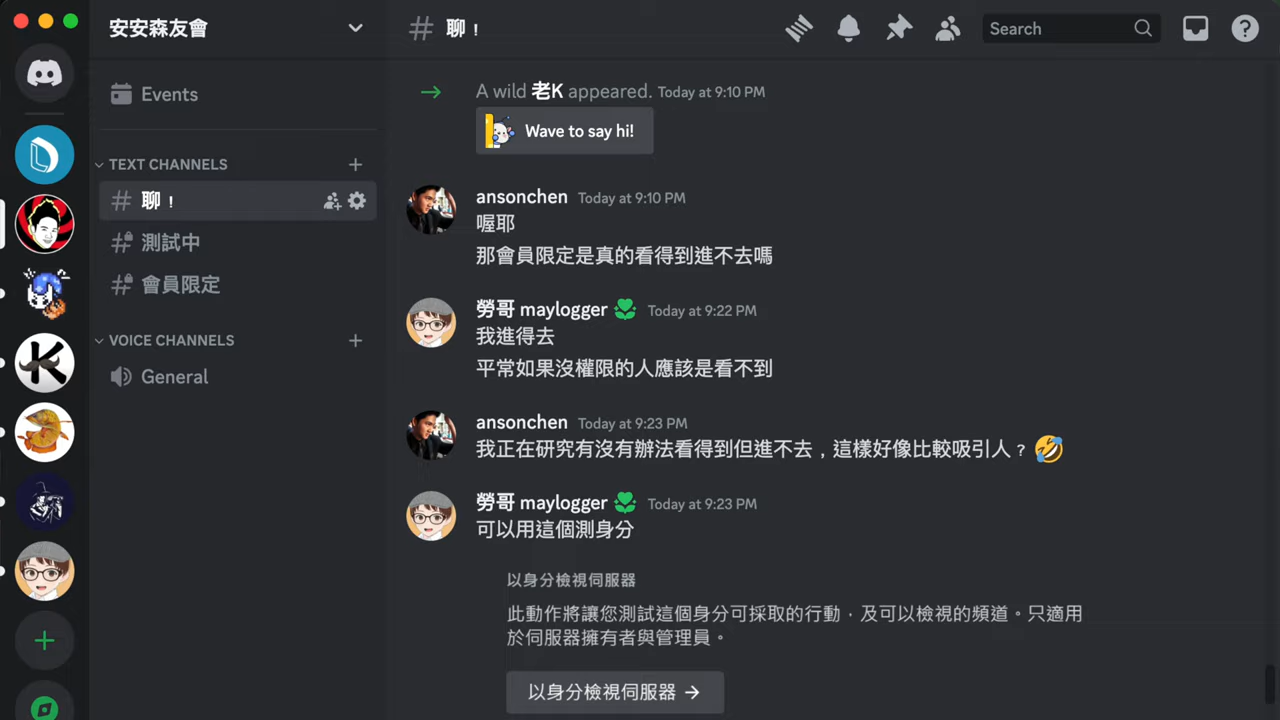 安安森友會
聊！
Search
Events
TEXT CHANNELS
聊！
測試中
會員限定
VOICE CHANNELS
General
A wild 老K appeared. Today at 9:10 PM
Wave to say hi!
ansonchen Today at 9:10 PM
喔耶
那會員限定是真的看得到進不去嗎
勞哥 maylogger Today at 9:22 PM
我進得去
平常如果沒權限的人應該是看不到
ansonchen Today at 9:23 PM
我正在研究有沒有辦法看得到但進不去，這樣好像比較吸引人？ 🤣
勞哥 maylogger Today at 9:23 PM
可以用這個測身分
以身分檢視伺服器
此動作將讓您測試這個身分可採取的行動，及可以檢視的頻道。只適用
於伺服器擁有者與管理員。
以身分檢視伺服器 →